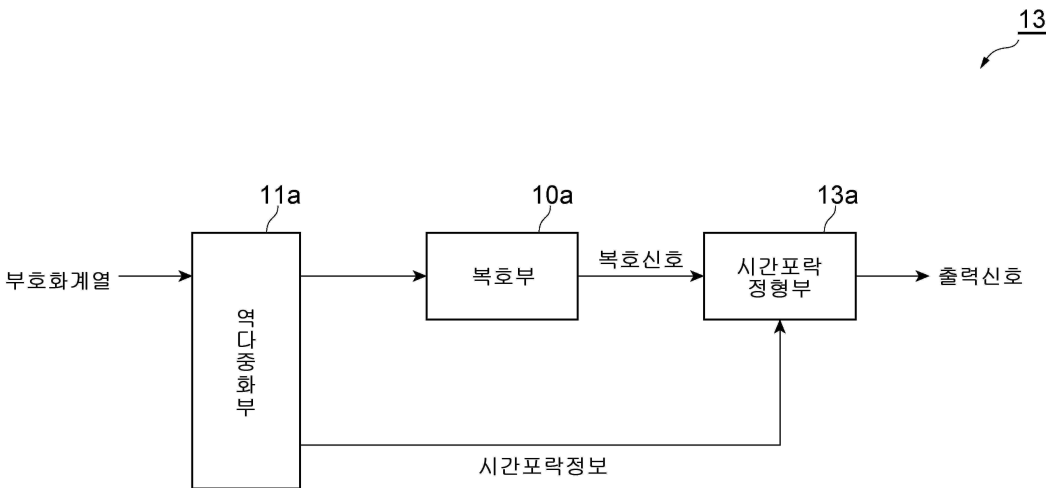 13
11a
10a
13a
부호화계열
역다중화부
복호부
복호신호
시간포락
정형부
출력신호
시간포락정보